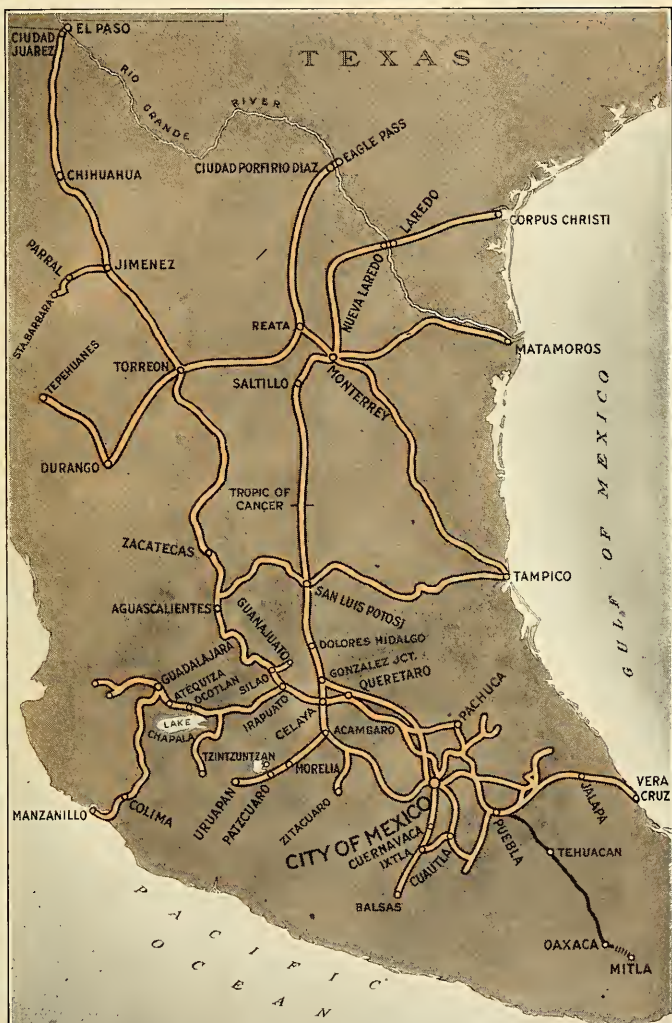 EL PASO
CIUDAD
JUAREZ
TEXAS
RIO
GRANDE
RIVER
EAGLE PASS
CIUDAD PORFIRIO DIAZ
CHIHUAHUA
LAREDO
CORPUS CHRISTI
NUEVA LAREDO
PARRAL
JIMENEZ
STA. BARBARA
REATA
MATAMOROS
TEPEHUANES
TORREON
SALTILLO
MONTERREY
GULF OF MEXICO
DURANGO
TROPIC OF
CANCER
ZACATECAS
TAMPICO
SAN LUIS POTOSI
AGUASCALIENTES
GUANAJUATO
DOLORES HIDALGO
GUADALAJARA
GONZALEZ JCT.
ATEQUIZA
OCOTLAN
SILAO
QUERETARO
IRAPUATO
PACHUCA
LAKE
CHAPALA
CELAYA
ACAMBARO
TZINTZUNTZAN
MORELIA
URUAPAN
PATZCUARO
ZITACUARO
MANZANILLO
COLIMA
CITY OF MEXICO
CUERNAVACA
IXTLA
CUAUTLA
PUEBLA
JALAPA
VERA
CRUZ
TEHUACAN
BALSAS
OAXACA
MITLA
PACIFIC
OCEAN